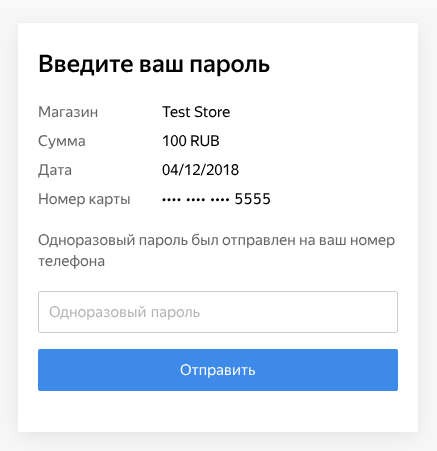 Введите ваш пароль
Магазин Test Store
Сумма 100 RUB
Дата 04/12/2018
Номер карты •••• •••• •••• 5555
Одноразовый пароль был отправлен на ваш номер
телефона
Одноразовый пароль
Отправить